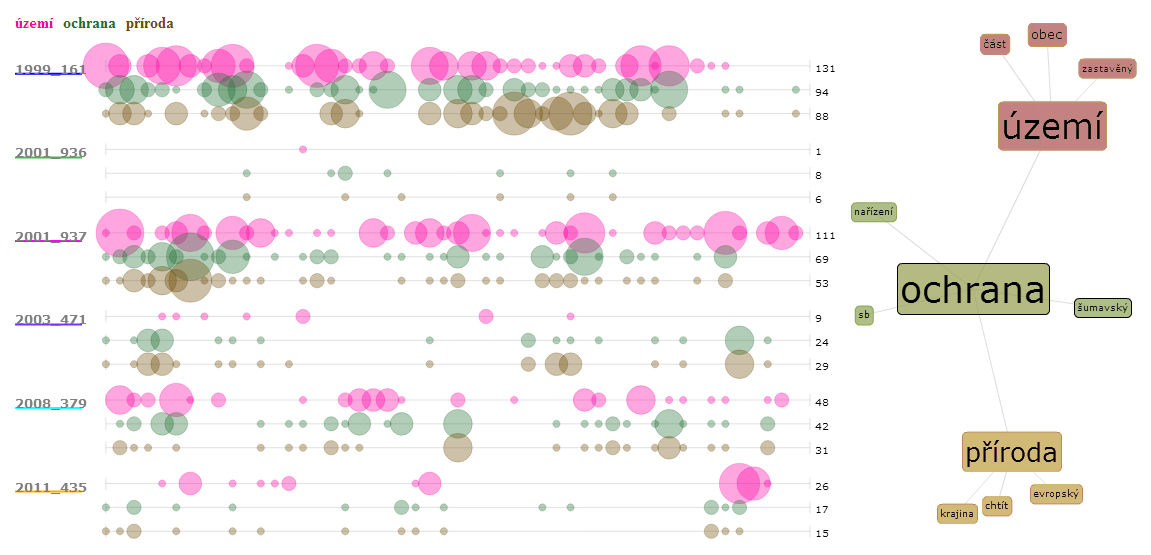 území ochrana příroda
1999_161
131
94
88
2001_936
1
8
6
2001_937
111
69
53
2003_471
9
24
29
2008_379
48
42
31
2011_435
26
17
15
část
obec
zastavěný
území
nařízení
ochrana
sb
šumavský
příroda
evropský
chtít
krajina